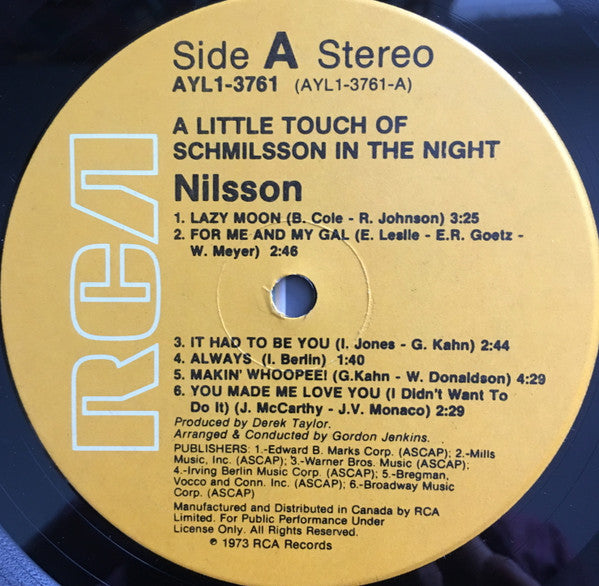 RCA
Side A Stereo
AYL1-3761 (AYL1-3761-A)
A LITTLE TOUCH OF
SCHMILSSON IN THE NIGHT
Nilsson
1. LAZY MOON (B. Cole - R. Johnson) 3:25
2. FOR ME AND MY GAL (E. Leslie - E.R. Goetz -
W. Meyer) 2:46
3. IT HAD TO BE YOU (I. Jones - G. Kahn) 2:44
4. ALWAYS (I. Berlin) 1:40
5. MAKIN' WHOOPEE! (G.Kahn - W. Donaldson) 4:29
6. YOU MADE ME LOVE YOU (I Didn't Want To
Do It) (J. McCarthy - J.V. Monaco) 2:29
Produced by Derek Taylor.
Arranged & Conducted by Gordon Jenkins.
PUBLISHERS: 1.-Edward B. Marks Corp. (ASCAP); 2.-Mills
Music, Inc. (ASCAP); 3.-Warner Bros. Music (ASCAP);
4.-Irving Berlin Music Corp. (ASCAP); 5.-Bregman,
Vocco and Conn. Inc. (ASCAP); 6.-Broadway Music
Corp. (ASCAP)
Manufactured and Distributed in Canada by RCA
Limited. For Public Performance Under
License Only. All Rights Reserved.
℗ 1973 RCA Records